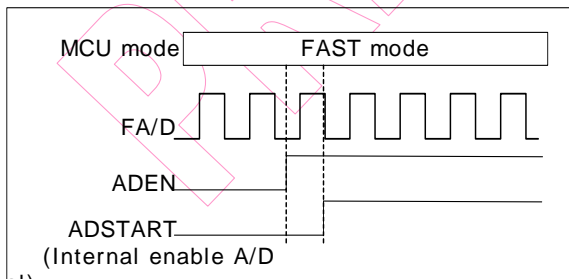 MCU mode FAST mode
FA/D
ADEN
ADSTART
(Internal enable A/D